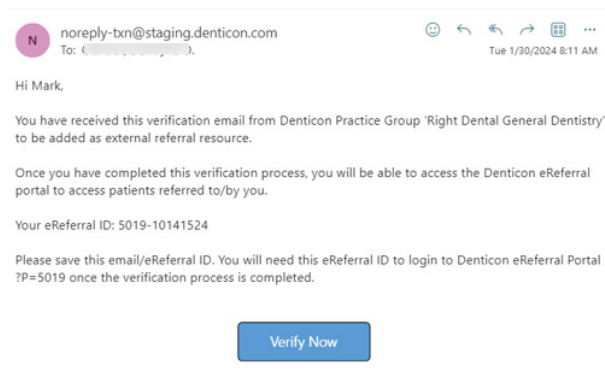 N
noreply-txn@staging.denticon.com
To:
Tue 1/30/2024 8:11 AM
Hi Mark,
You have received this verification email from Denticon Practice Group 'Right Dental General Dentistry'
to be added as external referral resource.
Once you have completed this verification process, you will be able to access the Denticon eReferral
portal to access patients referred to/by you.
Your eReferral ID: 5019-10141524
Please save this email/eReferral ID. You will need this eReferral ID to login to Denticon eReferral Portal
?P=5019 once the verification process is completed.
Verify Now